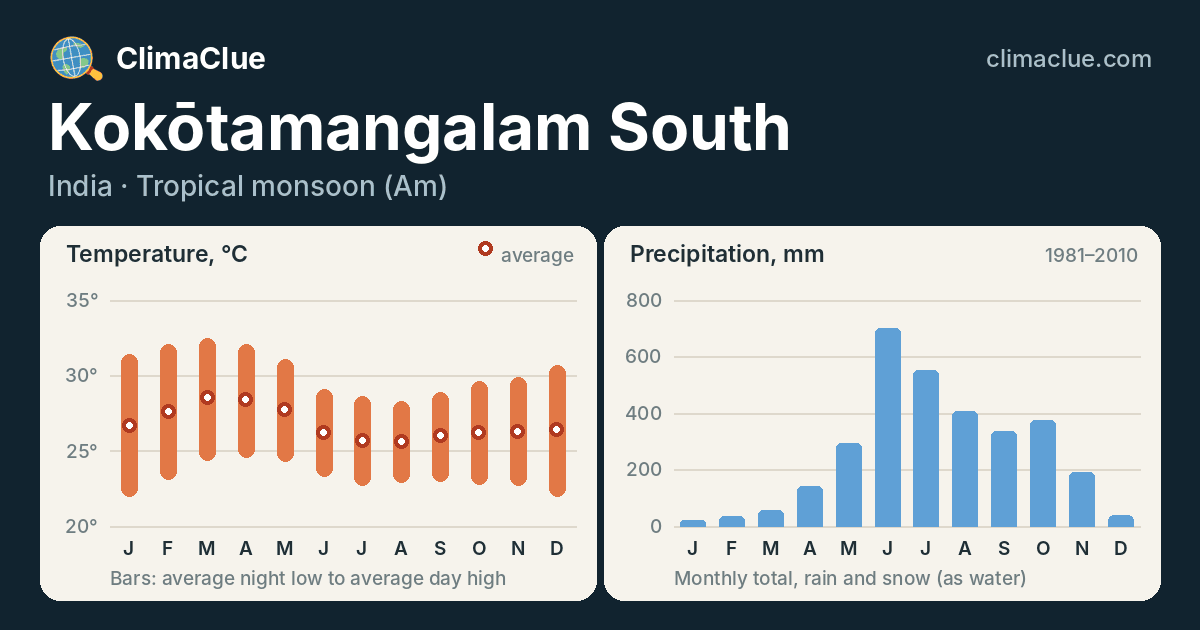 ClimaClue
climaclue.com
Kokōtamangalam South
India · Tropical monsoon (Am)
Temperature, °C
average
35°
30°
25°
20°
J F M A M J J A S O N D
Bars: average night low to average day high
Precipitation, mm
1981–2010
800
600
400
200
0
J F M A M J J A S O N D
Monthly total, rain and snow (as water)